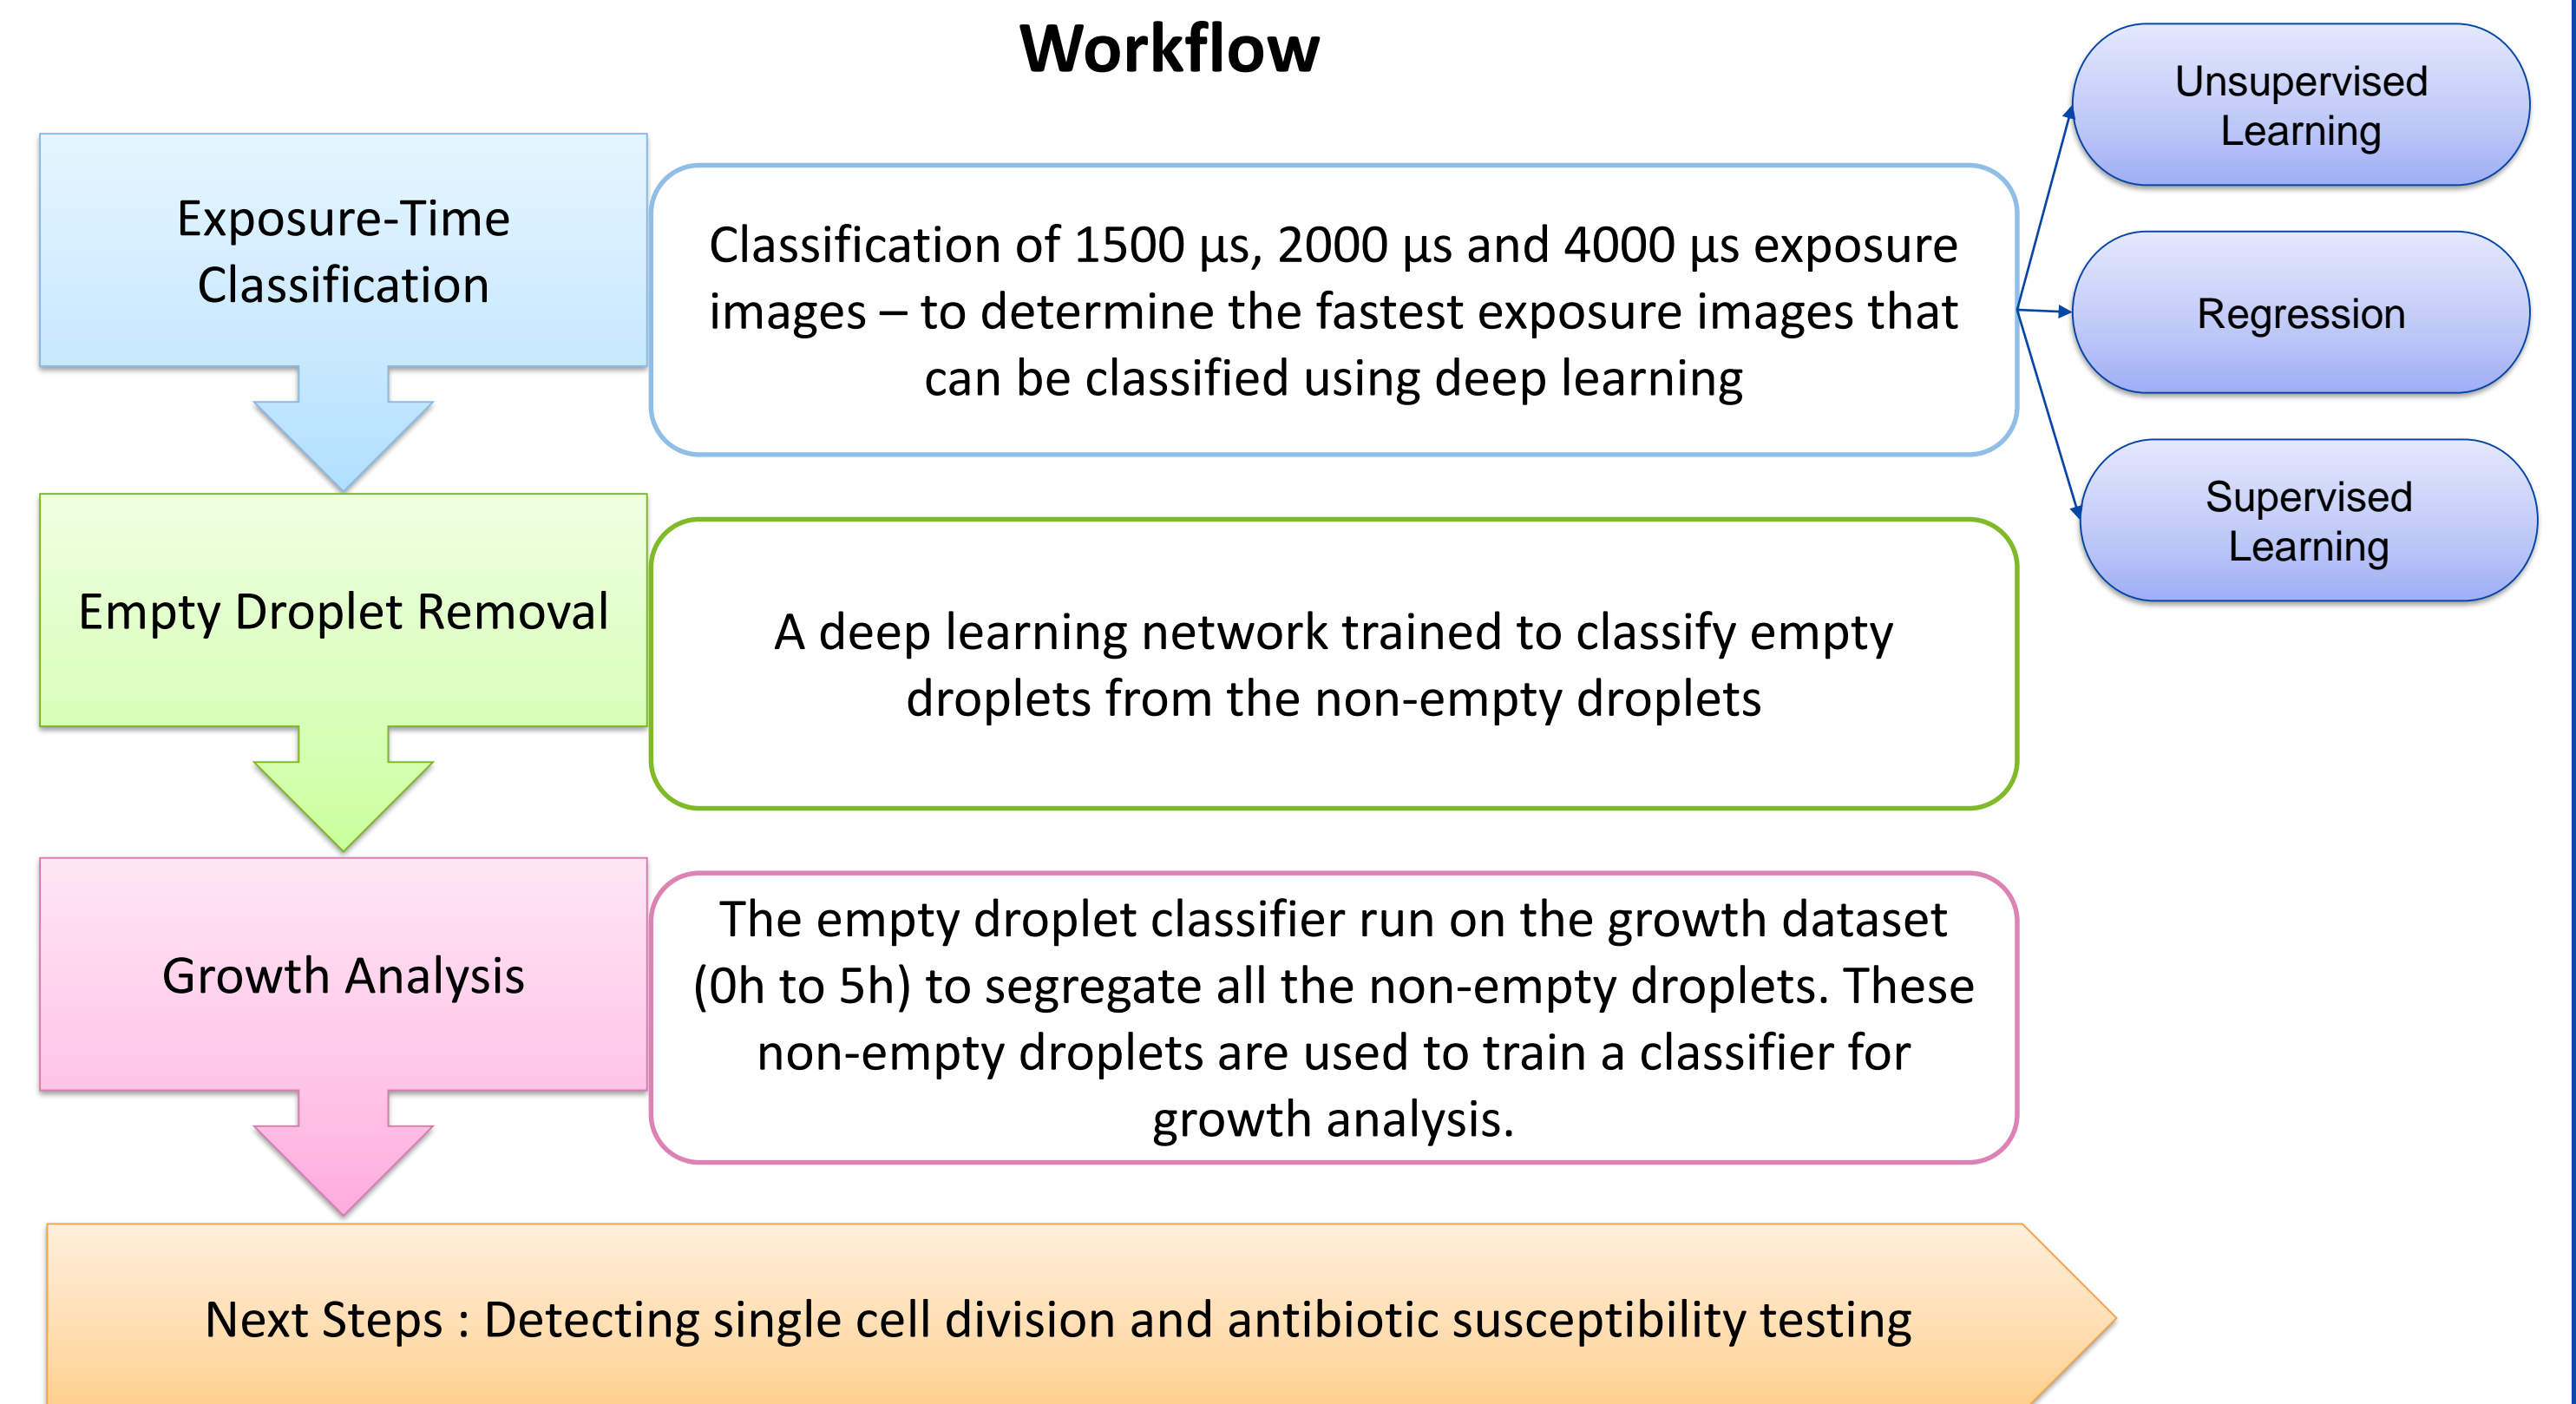 Workflow
Exposure-Time
Classification
Classification of 1500 µs, 2000 µs and 4000 µs exposure
images – to determine the fastest exposure images that
can be classified using deep learning
Unsupervised
Learning
Regression
Supervised
Learning
Empty Droplet Removal
A deep learning network trained to classify empty
droplets from the non-empty droplets
Growth Analysis
The empty droplet classifier run on the growth dataset
(0h to 5h) to segregate all the non-empty droplets. These
non-empty droplets are used to train a classifier for
growth analysis.
Next Steps : Detecting single cell division and antibiotic susceptibility testing